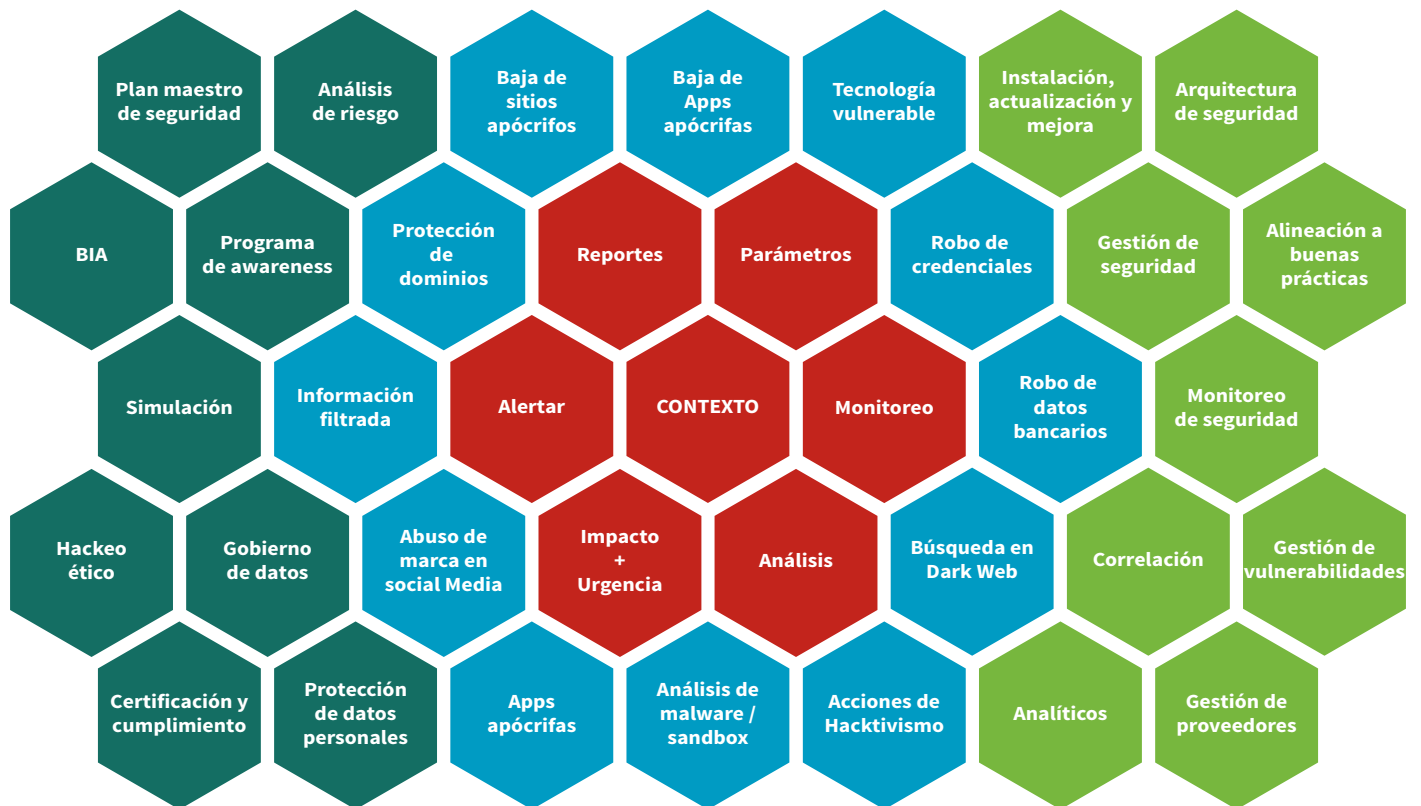 Plan maestro
de seguridad
Análisis
de riesgo
Baja de
sitios
apócrifos
Baja de
Apps
apócrifas
Tecnología
vulnerable
Instalación,
actualización y
mejora
Arquitectura
de seguridad
BIA
Programa
de awareness
Protección
de
dominios
Reportes
Parámetros
Robo de
credenciales
Gestión de
seguridad
Alineación a
buenas
prácticas
Simulación
Información
filtrada
Alertar
CONTEXTO
Monitoreo
Robo de
datos
bancarios
Monitoreo
de seguridad
Hackeo
ético
Gobierno
de datos
Abuso de
marca en
social Media
Impacto
+
Urgencia
Análisis
Búsqueda en
Dark Web
Correlación
Gestión de
vulnerabilidades
Certificación y
cumplimiento
Protección
de datos
personales
Apps
apócrifas
Análisis de
malware /
sandbox
Acciones de
Hacktivismo
Analíticos
Gestión de
proveedores